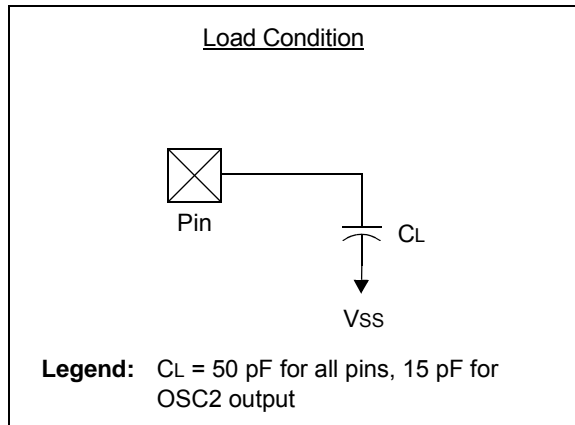 Load Condition
Pin
CL
VSS
Legend: CL = 50 pF for all pins, 15 pF for
OSC2 output